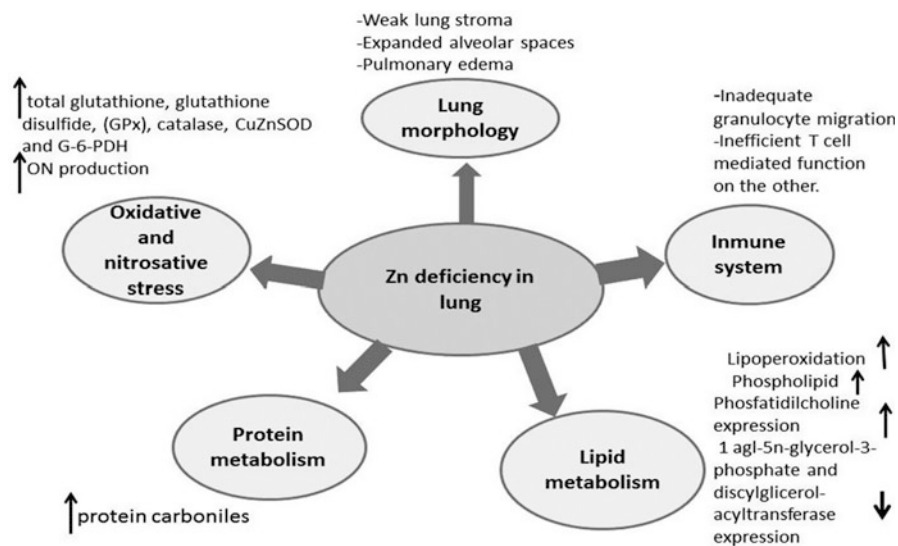 -Weak lung stroma
-Expanded alveolar spaces
-Pulmonary edema
Lung
morphology
total glutathione, glutathione
disulfide, (GPx), catalase, CuZnSOD
and G-6-PDH
ON production
Oxidative
and
nitrosative
stress
-Inadequate
granulocyte migration
-Inefficient T cell
mediated function
on the other.
Inmune
system
Zn deficiency in
lung
Protein
metabolism
protein carboniles
Lipid
metabolism
Lipoperoxidation
Phospholipid
Phosfatidilcholine
expression
1 agl-5n-glycerol-3-
phosphate and
discylglicerol-
acyltransferase
expression